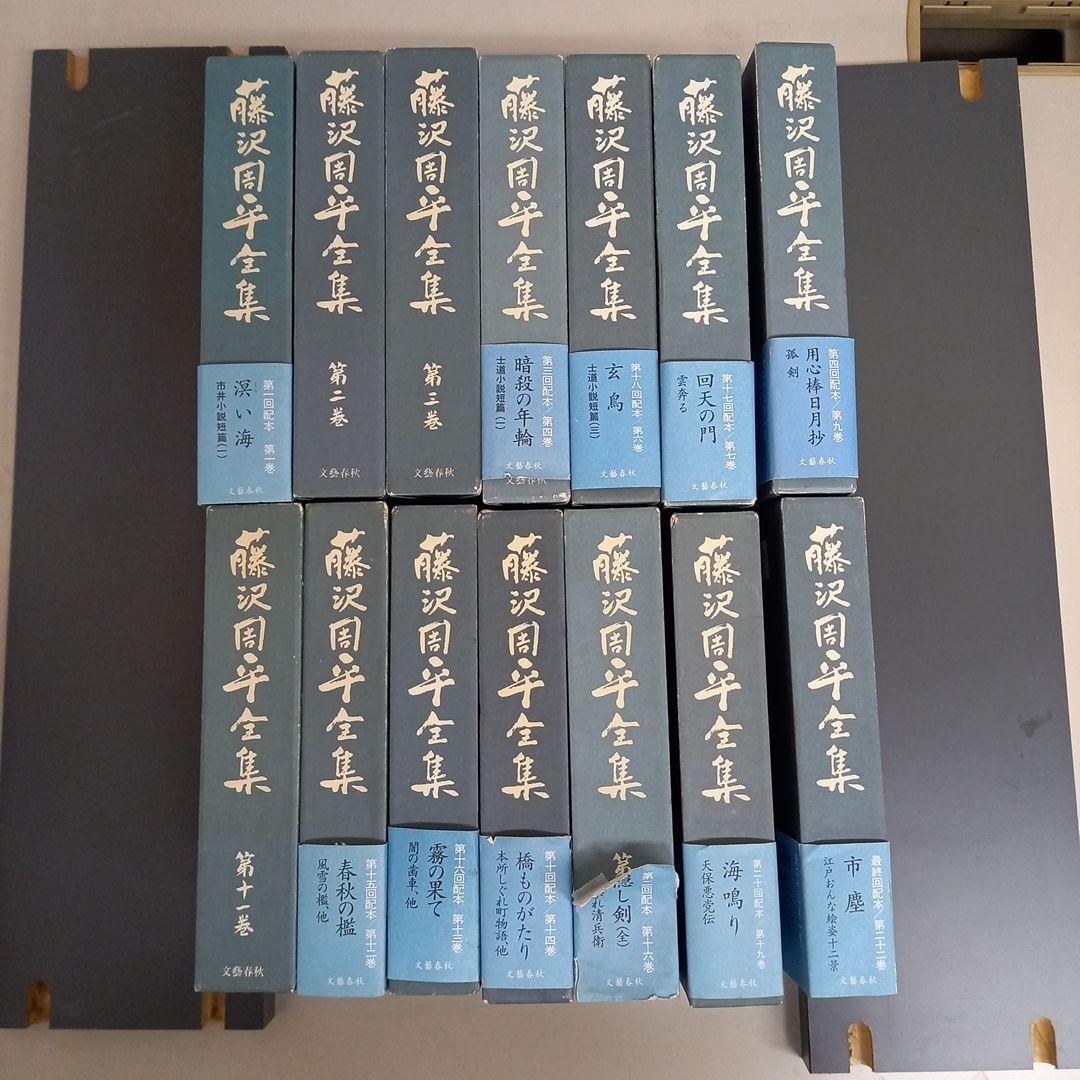 藤沢周平全集
第一回配本 第一巻
溟い海
市井小説短篇(一)
文藝春秋
藤沢周平全集
第二巻
文藝春秋
藤沢周平全集
第三巻
文藝春秋
藤沢周平全集
第三回配本/第四巻
暗殺の年輪
士道小説短篇(一)
文藝春秋
文藝春秋
藤沢周平全集
第十八回配本 第六巻
玄鳥
士道小説短篇(三)
文藝春秋
藤沢周平全集
第十七回配本 第七巻
回天の門
雲奔る
文藝春秋
藤沢周平全集
第四回配本/第九巻
用心棒日月抄
孤剣
文藝春秋
藤沢周平全集
第十一巻
文藝春秋
藤沢周平全集
第十五回配本 第十二巻
春秋の檻
風雪の檻、他
文藝春秋
藤沢周平全集
第十六回配本 第十三巻
霧の果て
闇の歯車、他
文藝春秋
藤沢周平全集
第十回配本 第十四巻
橋ものがたり
本所しぐれ町物語、他
文藝春秋
藤沢周平全集
第
回配本 第十六巻
隠し剣(全)
れ清兵衛
文藝春秋
藤沢周平全集
第二十回配本 第十九巻
海鳴り
天保悪党伝
文藝春秋
藤沢周平全集
最終回配本/第二十二巻
市塵
江戸おんな絵姿十二景
文藝春秋